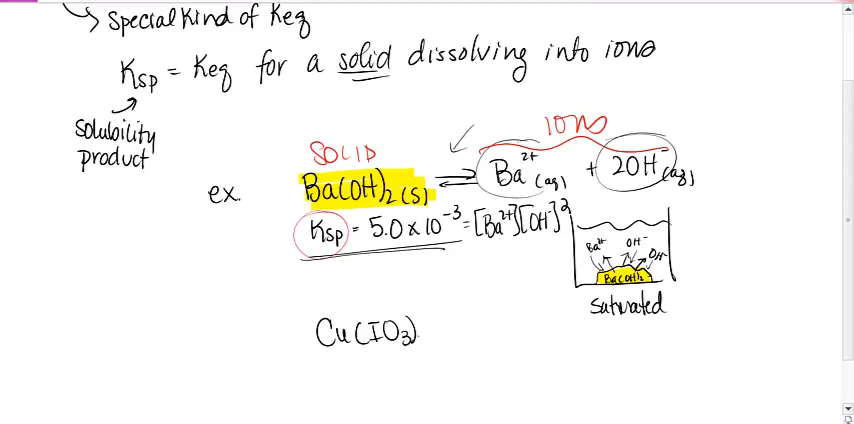 ↳ Special Kind of Keq
Ksp = Keq for a solid dissolving into ions
Solubility
product
SOLID
IONS
ex. Ba(OH)₂(s) ⇌ Ba²⁺(aq) + 2OH(aq)
Ksp = 5.0 x 10⁻³ = [Ba²⁺][OH⁻]²
Ba²⁺ OH⁻ OH⁻
Ba(OH)₂
Saturated
Cu(IO₃)